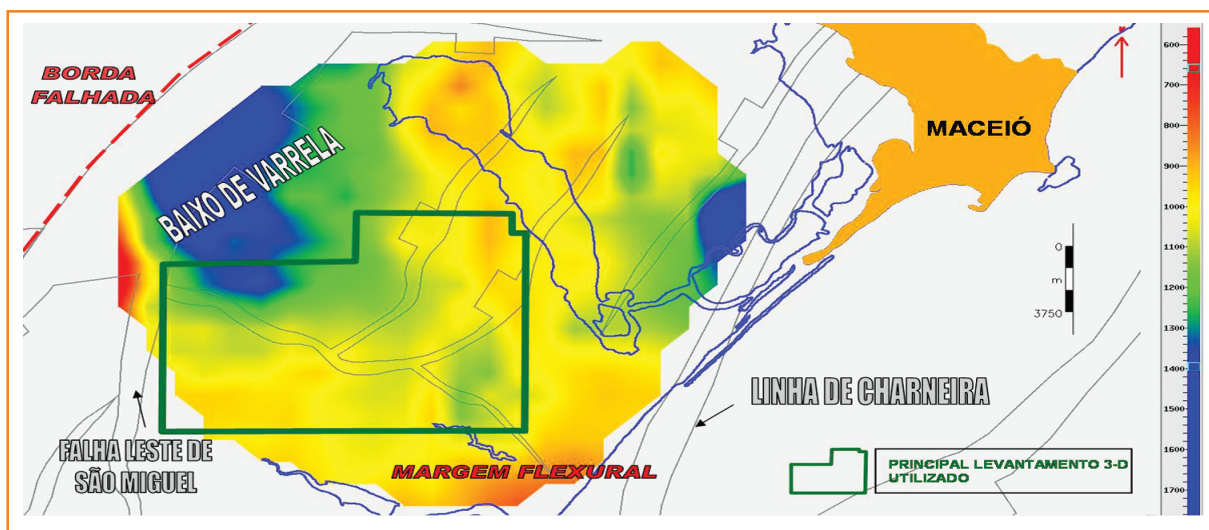 BORDA
FALHADA
BAIXO DE VARRELA
MACEIÓ
0
m
3750
LINHA DE CHARNEIRA
FALHA LESTE DE
SÃO MIGUEL
MARGEM FLEXURAL
PRINCIPAL LEVANTAMENTO 3-D
UTILIZADO
600
700
800
900
1000
1100
1200
1300
1400
1500
1600
1700